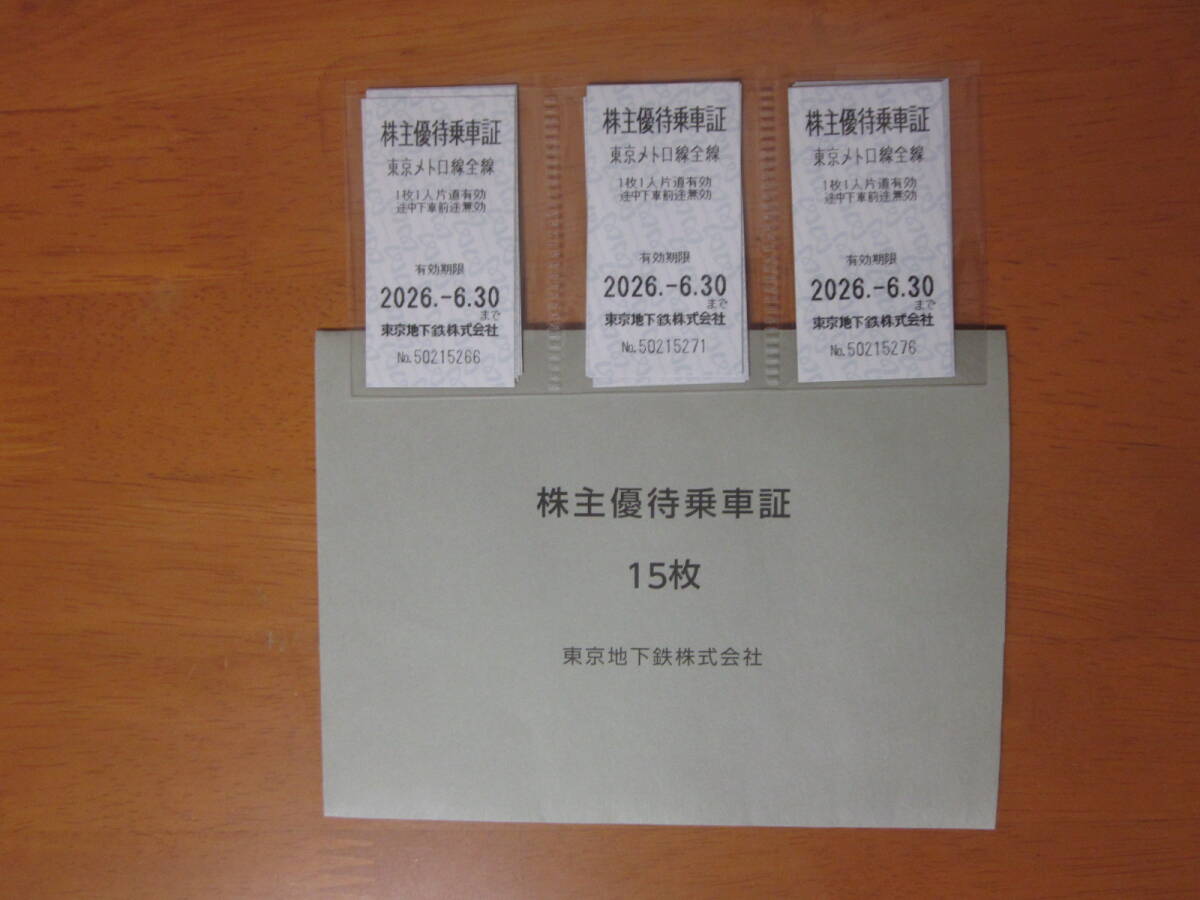 株主優待乗車証
東京メトロ線全線
1枚1人片道有効
途中下車前途無効
有効期限
2026.-6.30
まで
東京地下鉄株式会社
No.50215266
株主優待乗車証
東京メトロ線全線
1枚1人片道有効
途中下車前途無効
有効期限
2026.-6.30
まで
東京地下鉄株式会社
No.50215271
株主優待乗車証
東京メトロ線全線
1枚1人片道有効
途中下車前途無効
有効期限
2026.-6.30
まで
東京地下鉄株式会社
No.50215276
株主優待乗車証
15枚
東京地下鉄株式会社